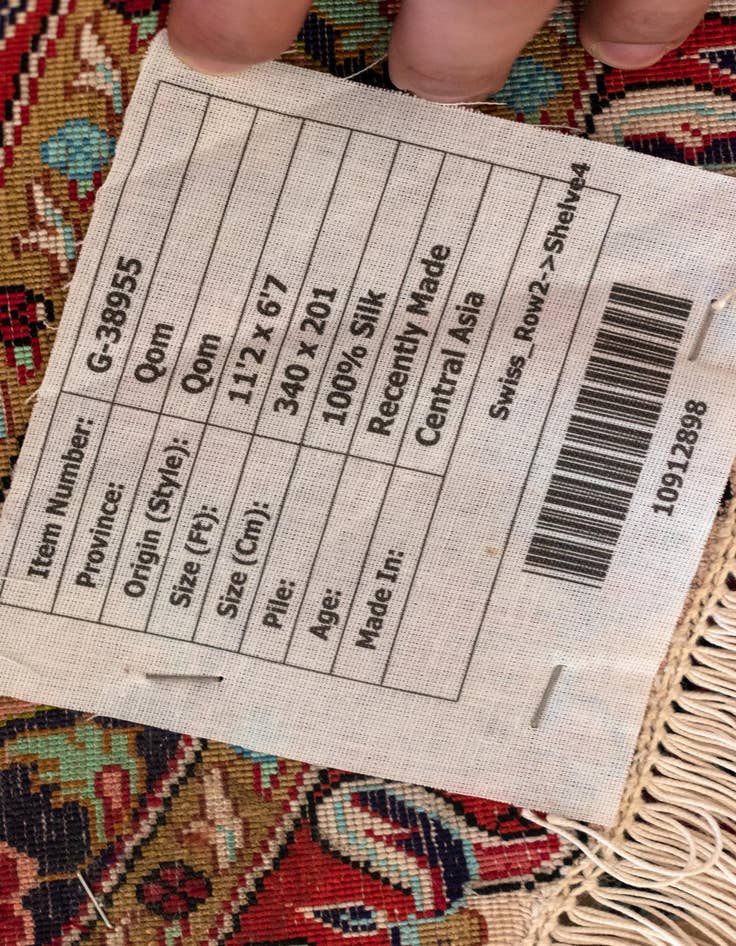 Item Number: G-38955
Province: Qom
Origin (Style): Qom
Size (Ft): 11'2 x 6'7
Size (Cm): 340 x 201
Pile: 100% Silk
Age: Recently Made
Made In: Central Asia
Swiss_Row2->Shelve4
10912898